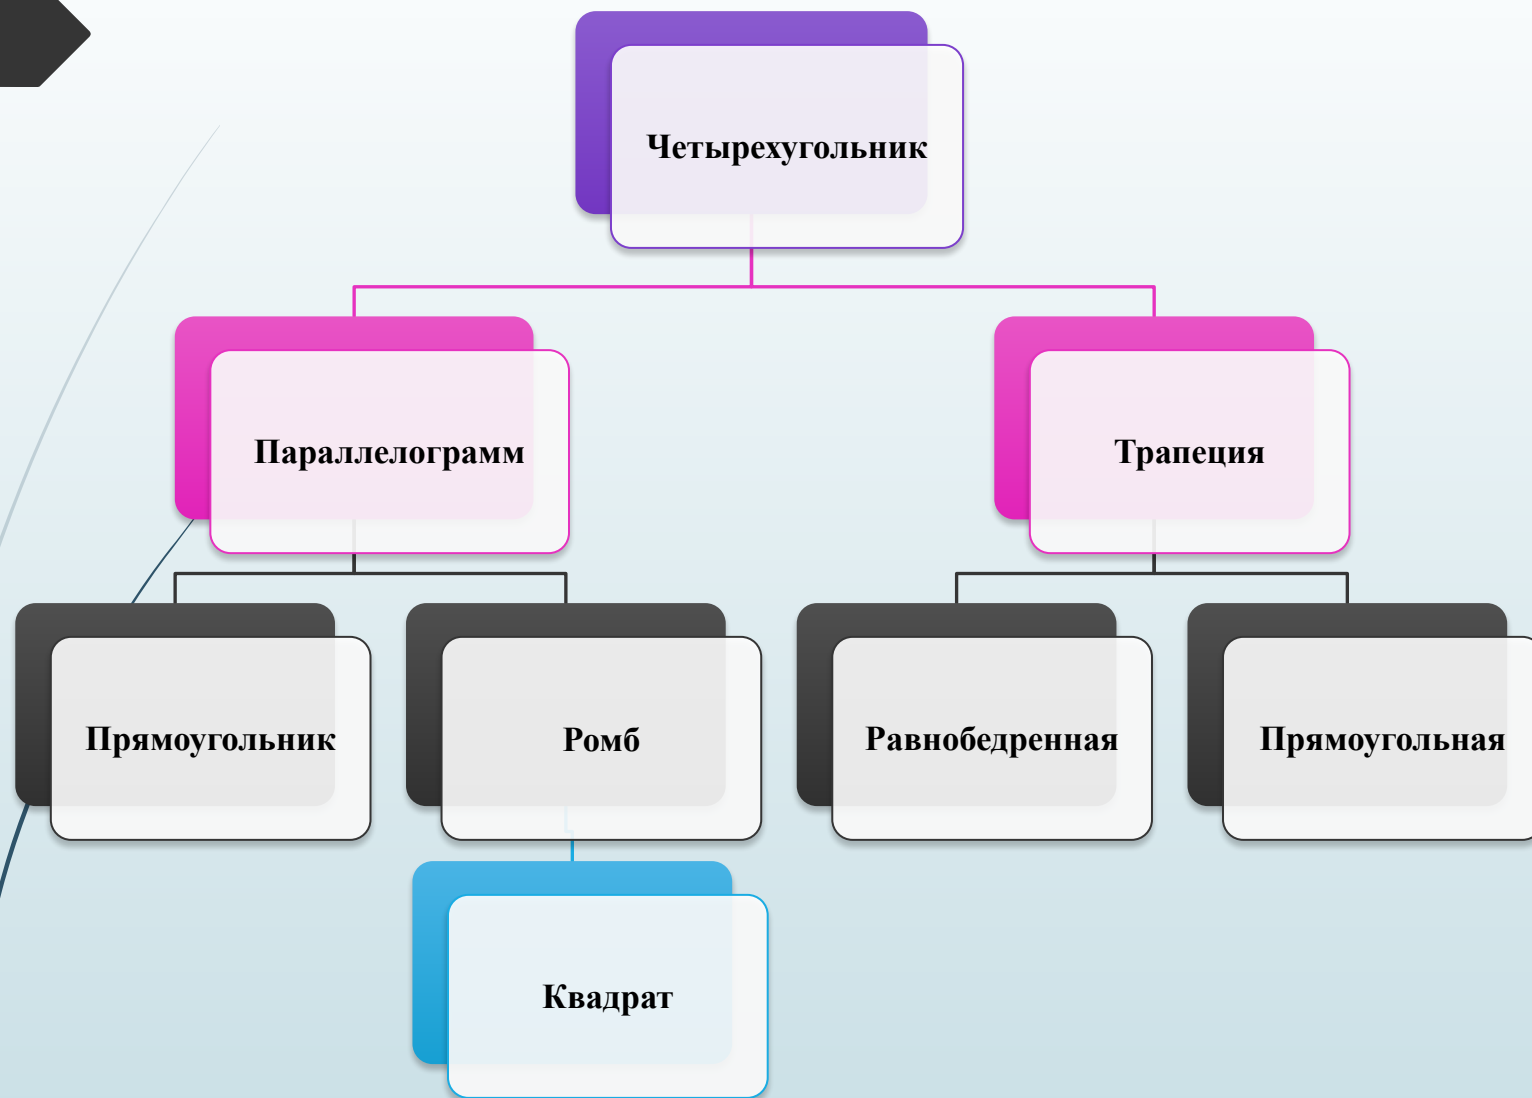 Четырехугольник
Параллелограмм
Трапеция
Прямоугольник
Ромб
Равнобедренная
Прямоугольная
Квадрат